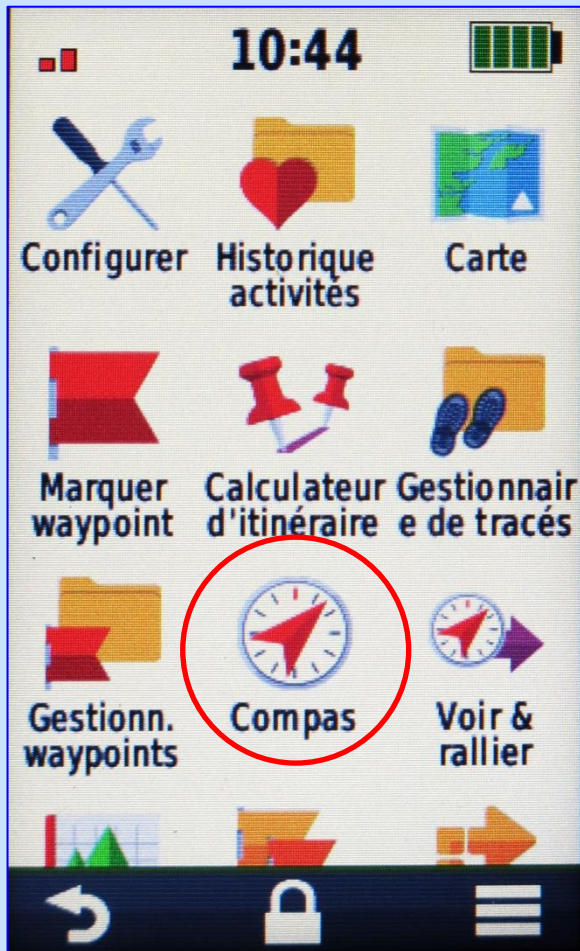 10:44
Configurer
Historique
activités
Carte
Marquer
waypoint
Calculateur
d'itinéraire
Gestionnair
e de tracés
Gestionn.
waypoints
Compas
Voir &
rallier